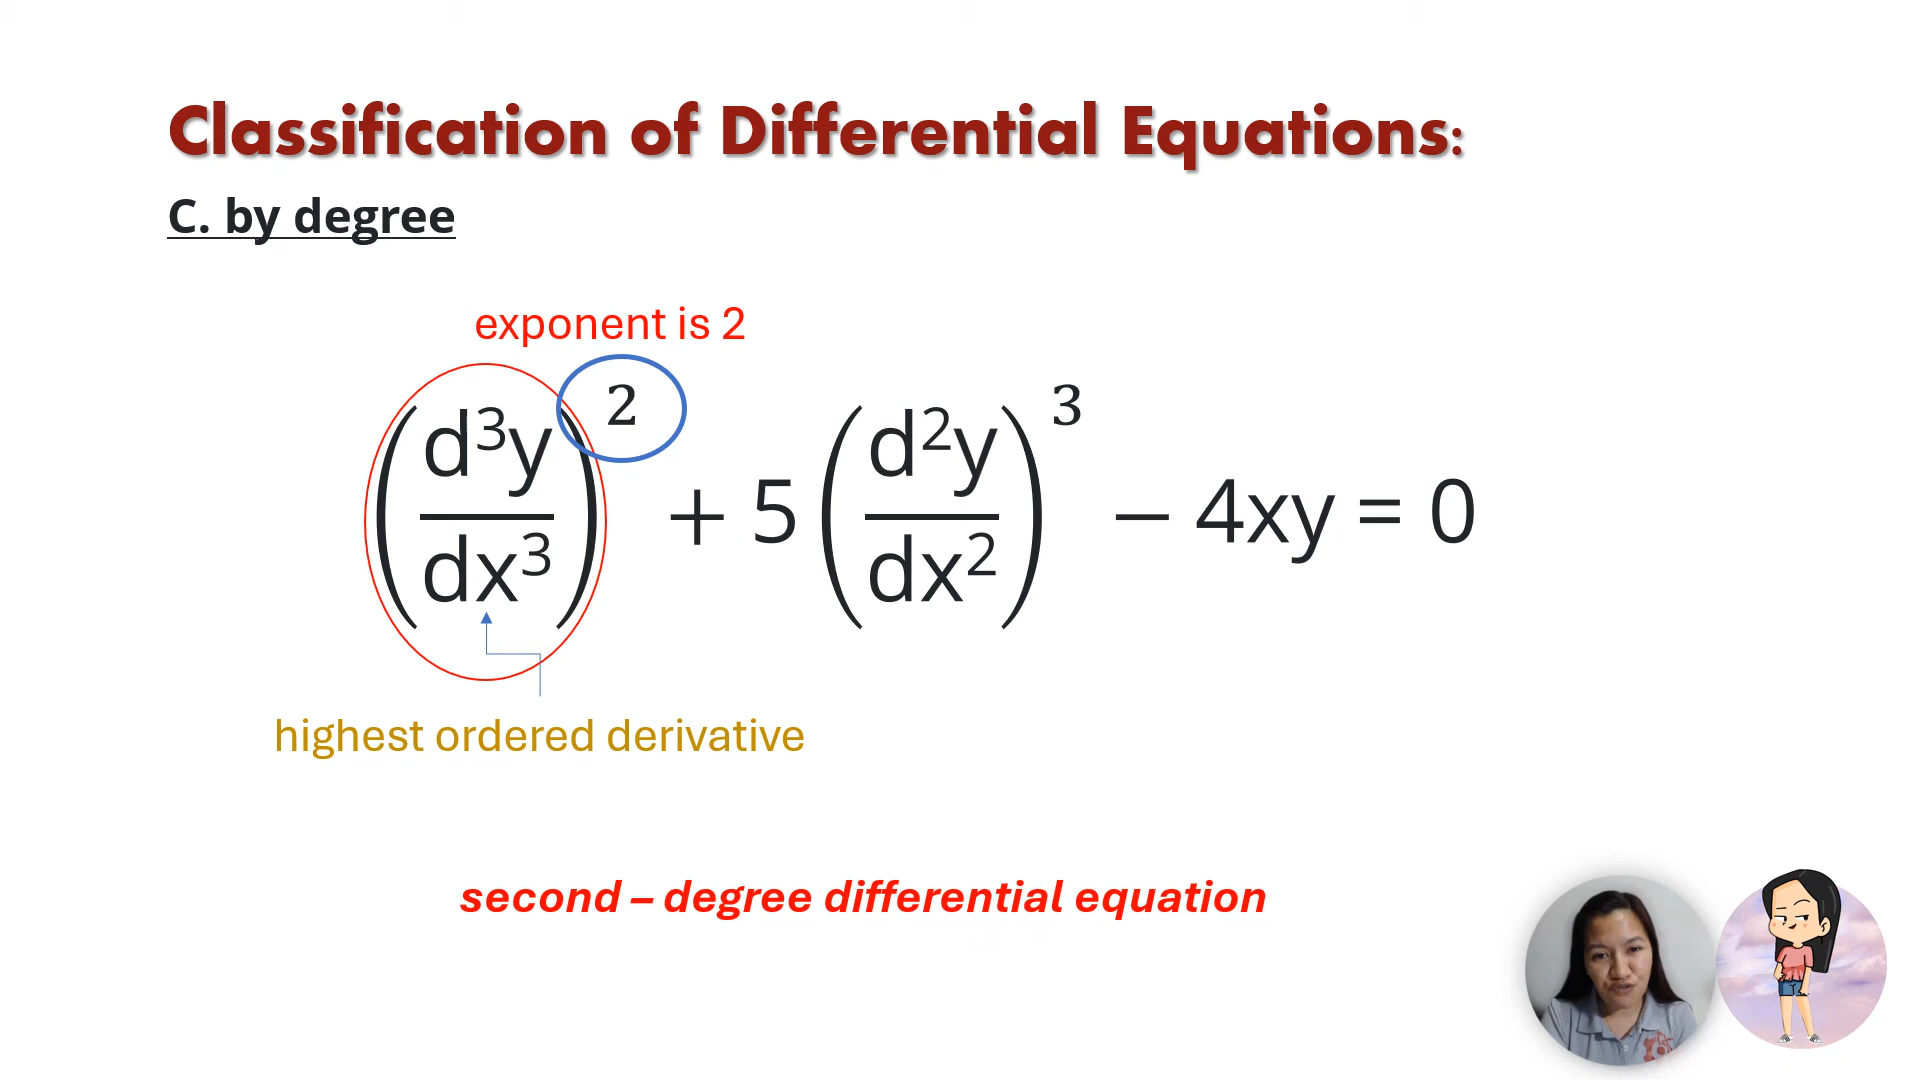 Classification of Differential Equations:
C. by degree
exponent is 2
(d³y/dx³)² + 5(d²y/dx²)³ − 4xy = 0
highest ordered derivative
second – degree differential equation